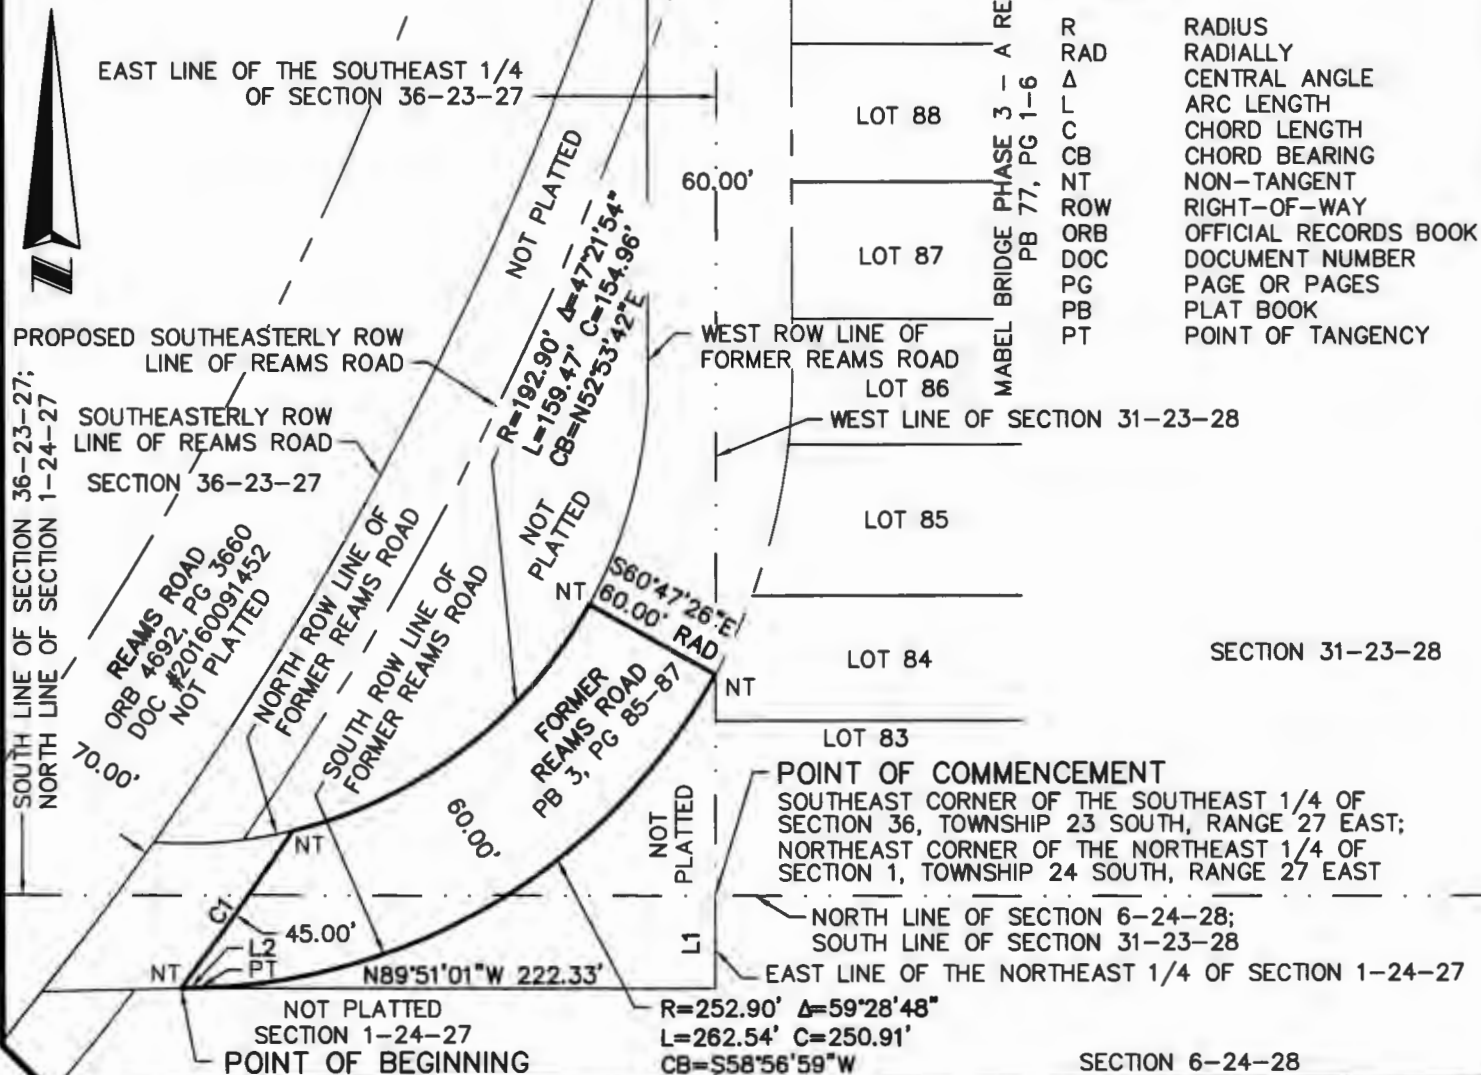 EAST LINE OF THE SOUTHEAST 1/4
OF SECTION 36-23-27
PROPOSED SOUTHEASTERLY ROW
LINE OF REAMS ROAD
SOUTHEASTERLY ROW
LINE OF REAMS ROAD
SECTION 36-23-27
SOUTH LINE OF SECTION 36-23-27;
NORTH LINE OF SECTION 1-24-27
REAMS ROAD
ORB 4692, PG 3660
DOC #20160091452
NOT PLATTED
70.00'
NORTH ROW LINE OF
FORMER REAMS ROAD
SOUTH ROW LINE OF
FORMER REAMS ROAD
NOT PLATTED
R=192.90' Δ=47°21'54"
L=159.47' C=154.96'
CB=N52°53'42"E
NOT
PLATTED
60.00'
WEST ROW LINE OF
FORMER REAMS ROAD
WEST LINE OF SECTION 31-23-28
NT
S60°47'26"E
60.00' RAD
NT
FORMER
REAMS ROAD
PB 3, PG 85-87
60.00'
NT
C1
45.00'
L2
PT
NT
N89°51'01"W 222.33'
NOT PLATTED
SECTION 1-24-27
POINT OF BEGINNING
NOT
PLATTED
L1
LOT 88
LOT 87
LOT 86
LOT 85
LOT 84
LOT 83
MABEL BRIDGE PHASE 3 - A RE
PB 77, PG 1-6
R RADIUS
RAD RADIALLY
Δ CENTRAL ANGLE
L ARC LENGTH
C CHORD LENGTH
CB CHORD BEARING
NT NON-TANGENT
ROW RIGHT-OF-WAY
ORB OFFICIAL RECORDS BOOK
DOC DOCUMENT NUMBER
PG PAGE OR PAGES
PB PLAT BOOK
PT POINT OF TANGENCY
SECTION 31-23-28
POINT OF COMMENCEMENT
SOUTHEAST CORNER OF THE SOUTHEAST 1/4 OF
SECTION 36, TOWNSHIP 23 SOUTH, RANGE 27 EAST;
NORTHEAST CORNER OF THE NORTHEAST 1/4 OF
SECTION 1, TOWNSHIP 24 SOUTH, RANGE 27 EAST
NORTH LINE OF SECTION 6-24-28;
SOUTH LINE OF SECTION 31-23-28
EAST LINE OF THE NORTHEAST 1/4 OF SECTION 1-24-27
R=252.90' Δ=59°28'48"
L=262.54' C=250.91'
CB=S58°56'59"W
SECTION 6-24-28